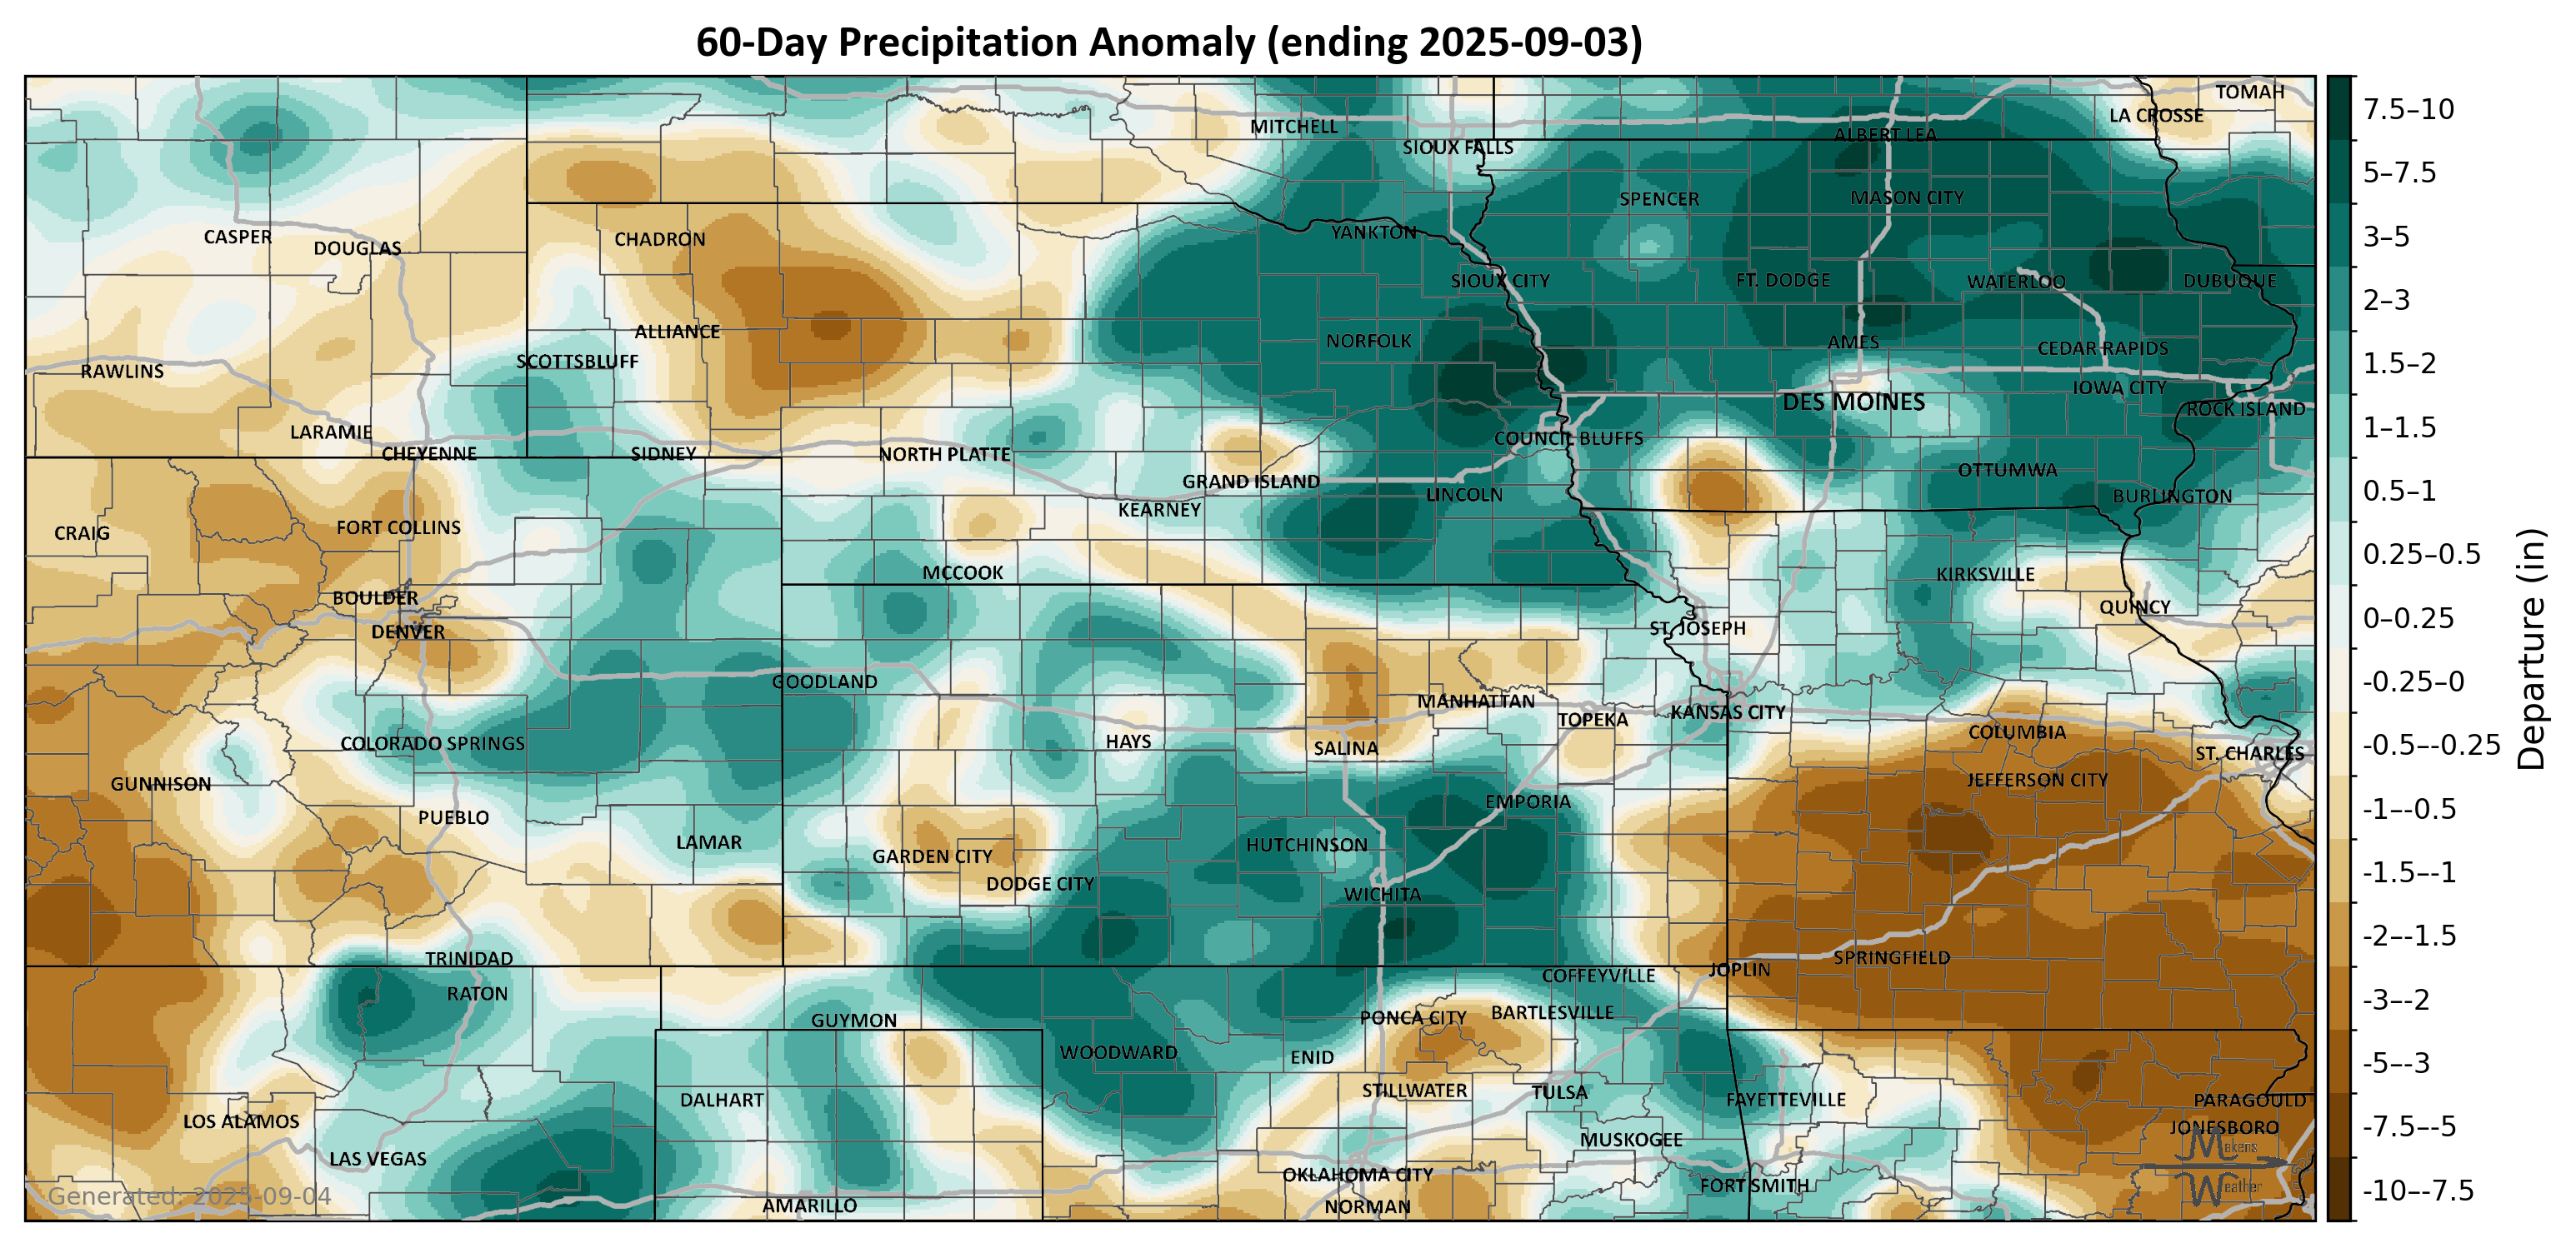 60-Day Precipitation Anomaly (ending 2025-09-03)
TOMAH
LA CROSSE
MITCHELL
ALBERT LEA
SIOUX FALLS
SPENCER
MASON CITY
CASPER
DOUGLAS
CHADRON
YANKTON
SIOUX CITY
FT. DODGE
WATERLOO
DUBUQUE
ALLIANCE
NORFOLK
AMES
CEDAR RAPIDS
SCOTTSBLUFF
RAWLINS
IOWA CITY
DES MOINES
ROCK ISLAND
LARAMIE
COUNCIL BLUFFS
CHEYENNE
SIDNEY
NORTH PLATTE
OTTUMWA
GRAND ISLAND
LINCOLN
BURLINGTON
KEARNEY
CRAIG
FORT COLLINS
MCCOOK
KIRKSVILLE
BOULDER
QUINCY
DENVER
ST. JOSEPH
GOODLAND
MANHATTAN
TOPEKA
KANSAS CITY
COLUMBIA
COLORADO SPRINGS
HAYS
SALINA
ST. CHARLES
GUNNISON
JEFFERSON CITY
EMPORIA
PUEBLO
LAMAR
HUTCHINSON
GARDEN CITY
DODGE CITY
WICHITA
TRINIDAD
SPRINGFIELD
JOPLIN
COFFEYVILLE
RATON
BARTLESVILLE
PONCA CITY
GUYMON
WOODWARD
ENID
STILLWATER
TULSA
DALHART
FAYETTEVILLE
PARAGOULD
LOS ALAMOS
JONESBORO
MUSKOGEE
LAS VEGAS
OKLAHOMA CITY
FORT SMITH
AMARILLO
NORMAN
Generated: 2025-09-04
Makens
Weather
7.5–10
5–7.5
3–5
2–3
1.5–2
1–1.5
0.5–1
0.25–0.5
0–0.25
-0.25–0
-0.5–-0.25
-1–-0.5
-1.5–-1
-2–-1.5
-3–-2
-5–-3
-7.5–-5
-10–-7.5
Departure (in)